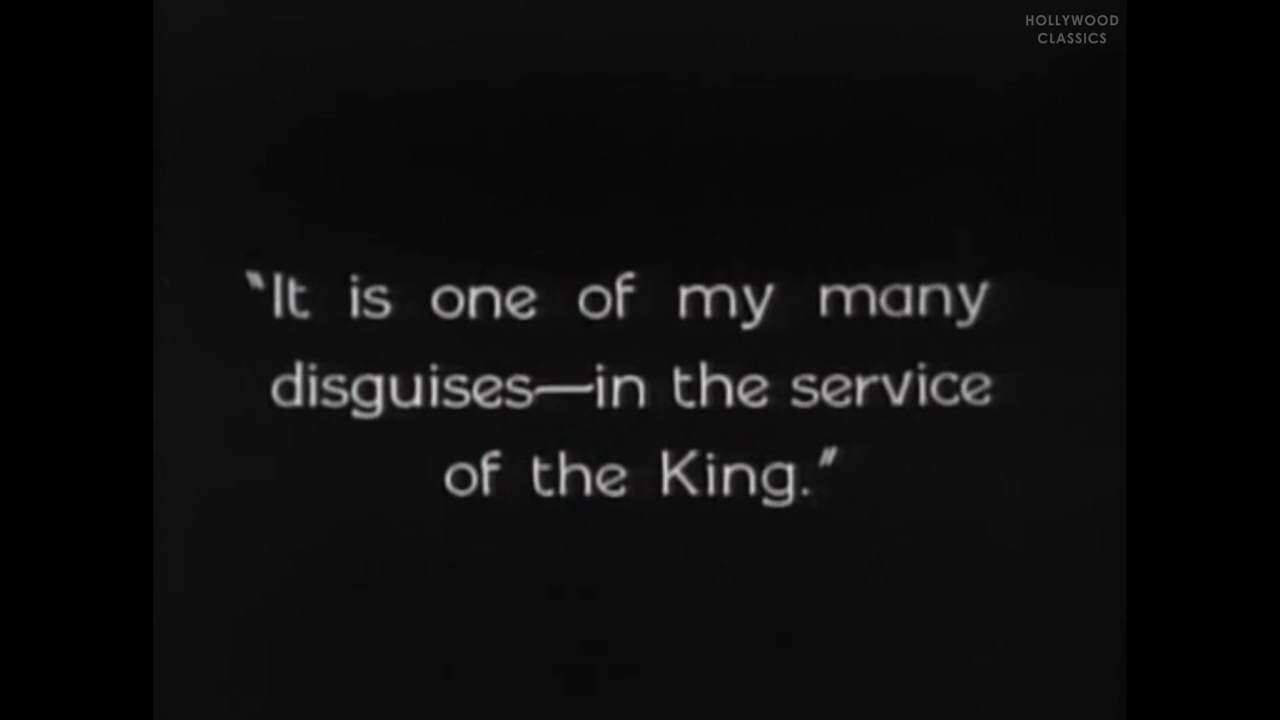 HOLLYWOOD
CLASSICS
"It is one of my many
disguises—in the service
of the King."